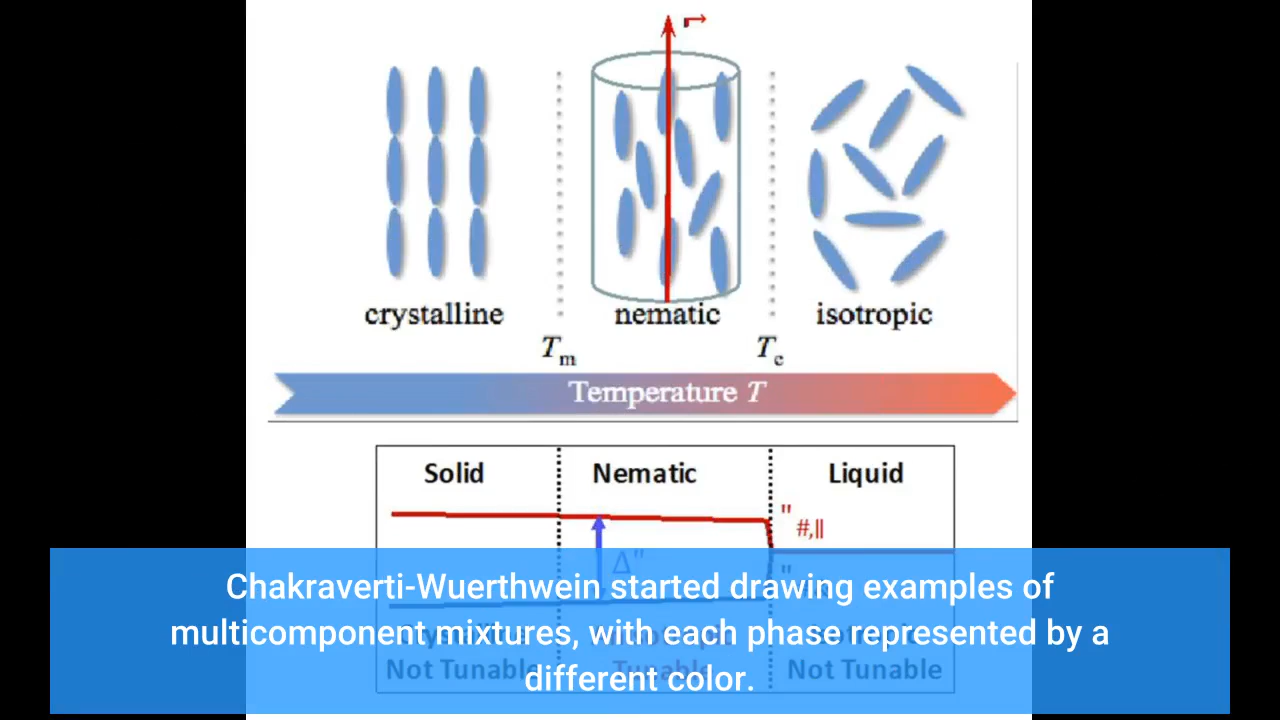 crystalline
nematic
isotropic
Tm
Tc
Temperature T
Solid
Nematic
Liquid
" #,||
Δ"
"
Chakraverti-Wuerthwein started drawing examples of
multicomponent mixtures, with each phase represented by a
different color.
Not Tunable
Tunable
Not Tunable